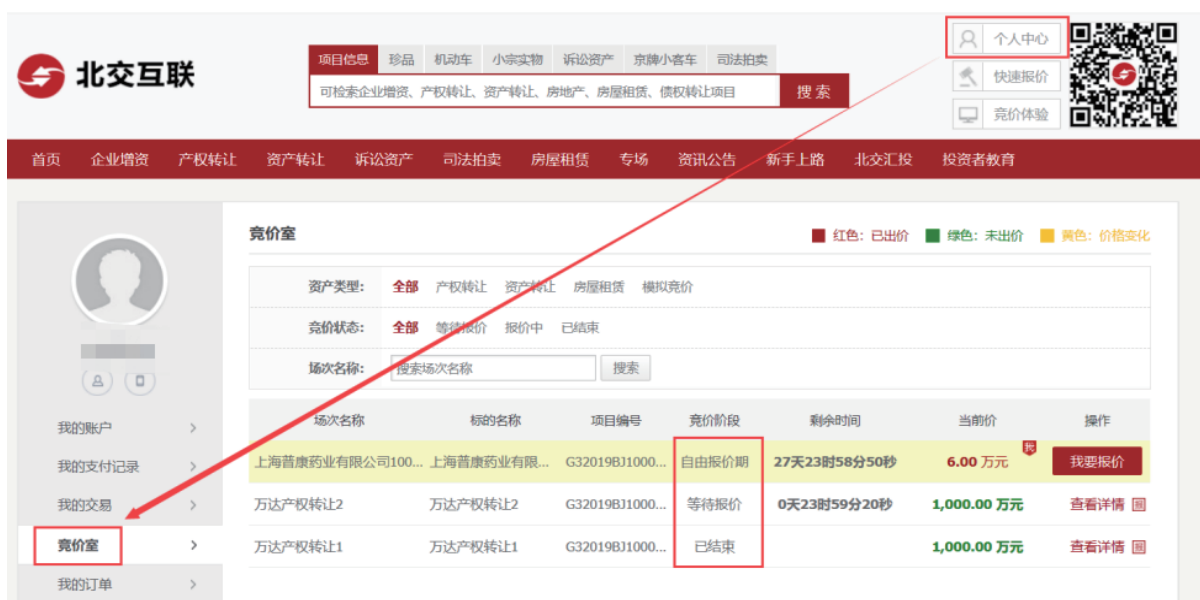 北交互联
项目信息 珍品 机动车 小宗实物 诉讼资产 京牌小客车 司法拍卖
可检索企业增资、产权转让、资产转让、房地产、房屋租赁、债权转让项目 搜索
个人中心
快速报价
竞价体验
首页 企业增资 产权转让 资产转让 诉讼资产 司法拍卖 房屋租赁 专场 资讯公告 新手上路 北交汇投 投资者教育
我的账户
我的支付记录
我的交易
竞价室
我的订单
竞价室 红色：已出价 绿色：未出价 黄色：价格变化
资产类型： 全部 产权转让 资产转让 房屋租赁 模拟竞价
竞价状态： 全部 等待报价 报价中 已结束
场次名称： 搜索场次名称 搜索
场次名称 标的名称 项目编号 竞价阶段 剩余时间 当前价 操作
上海普康药业有限公司100... 上海普康药业有限... G32019BJ1000... 自由报价期 27天23时58分50秒 6.00 万元 我 我要报价
万达产权转让2 万达产权转让2 G32019BJ1000... 等待报价 0天23时59分20秒 1,000.00 万元 查看详情
万达产权转让1 万达产权转让1 G32019BJ1000... 已结束 1,000.00 万元 查看详情